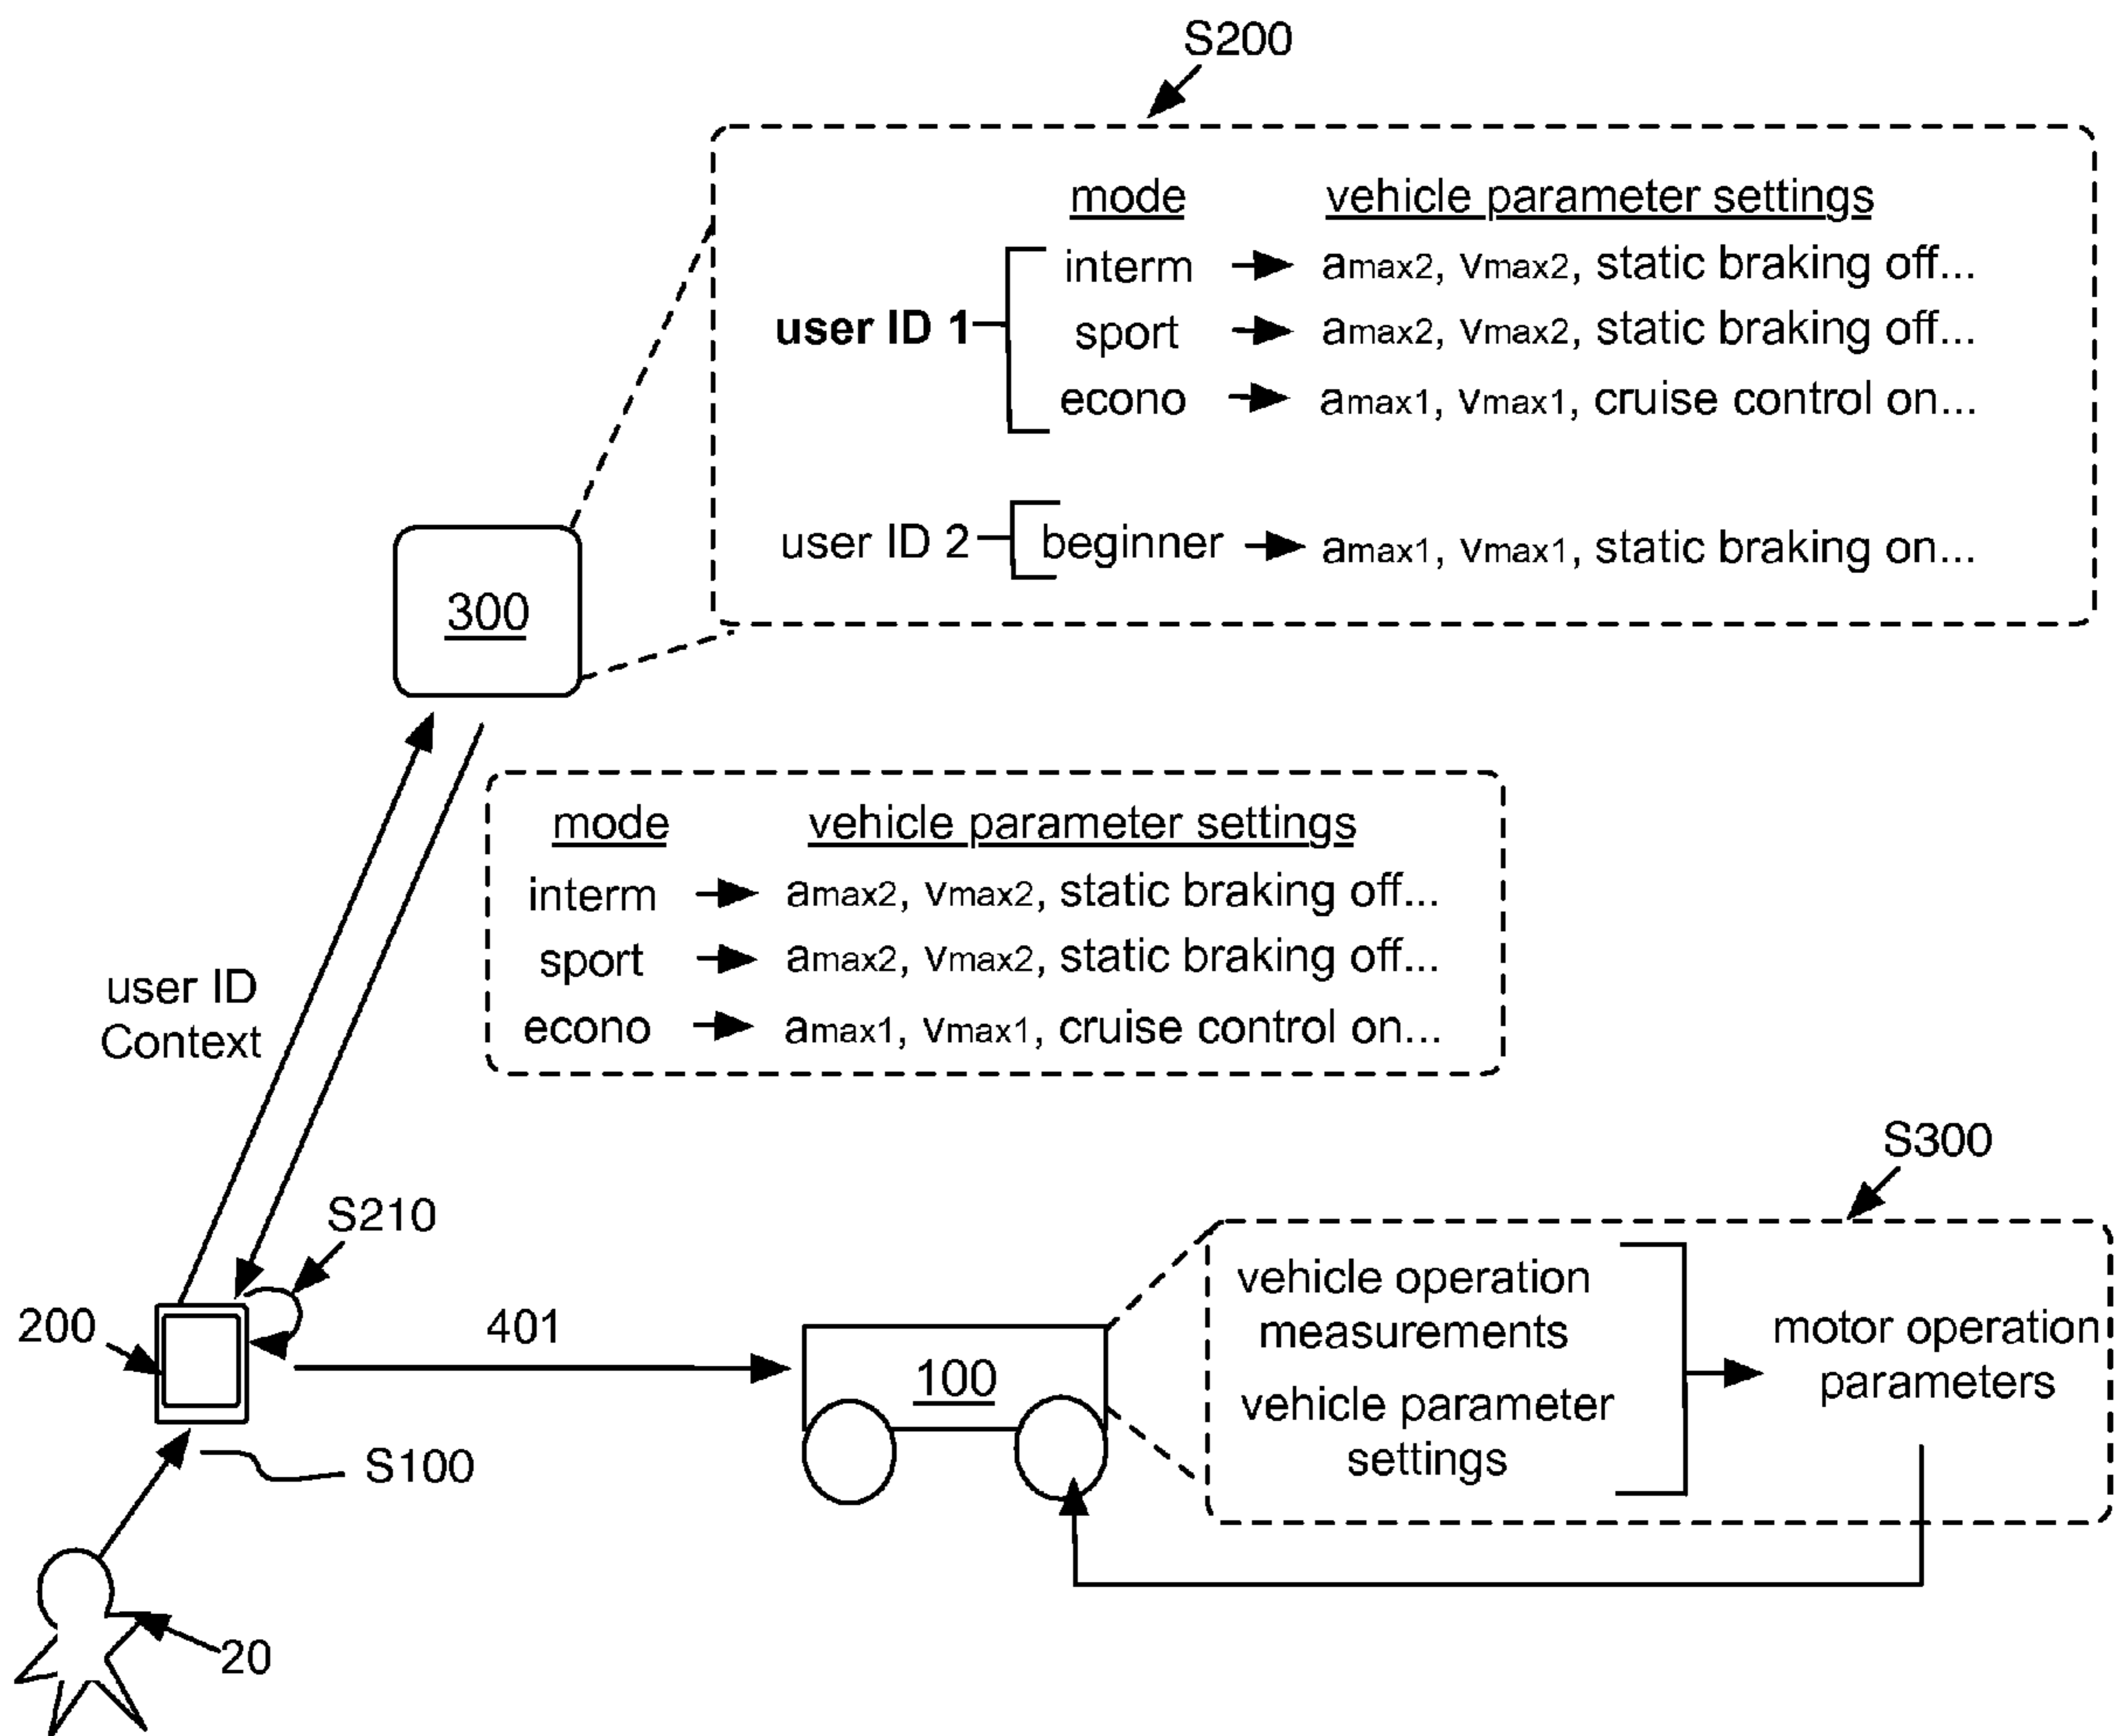 S200
mode vehicle parameter settings
interm amax2, vmax2, static braking off...
user ID 1
sport amax2, vmax2, static braking off...
econo amax1, vmax1, cruise control on...
user ID 2 beginner amax1, vmax1, static braking on...
300
mode vehicle parameter settings
interm amax2, vmax2, static braking off...
sport amax2, vmax2, static braking off...
econo amax1, vmax1, cruise control on...
user ID
Context
S300
S210
200
401
100
vehicle operation
measurements
vehicle parameter
settings
motor operation
parameters
S100
20